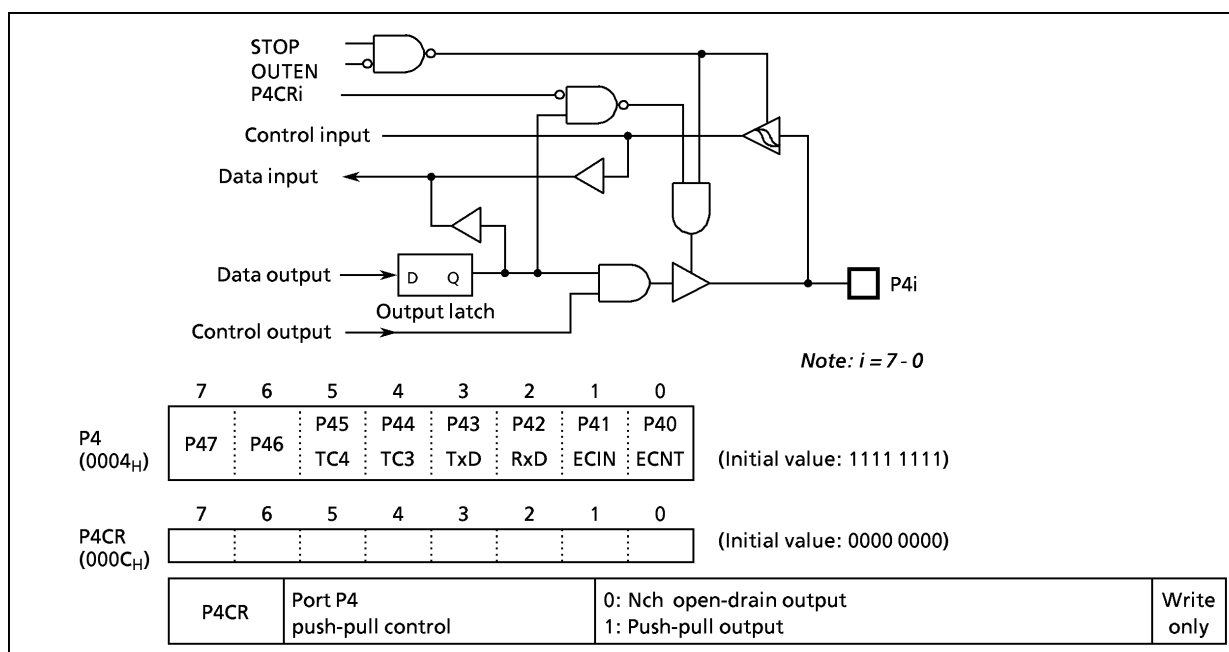 STOP
OUTEN
P4CRi
Control input
Data input
Data output
D Q
Output latch
Control output
P4i
Note: i = 7 - 0
7 6 5 4 3 2 1 0
P4
(0004H)
P47 P46 P45 P44 P43 P42 P41 P40
TC4 TC3 TxD RxD ECIN ECNT
(Initial value: 1111 1111)
7 6 5 4 3 2 1 0
P4CR
(000CH)
(Initial value: 0000 0000)
P4CR
Port P4
push-pull control
0: Nch open-drain output
1: Push-pull output
Write
only